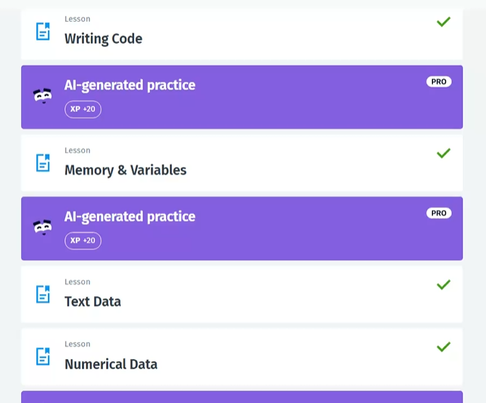 Lesson
Writing Code
AI-generated practice
PRO
XP +20
Lesson
Memory & Variables
AI-generated practice
PRO
XP +20
Lesson
Text Data
Lesson
Numerical Data